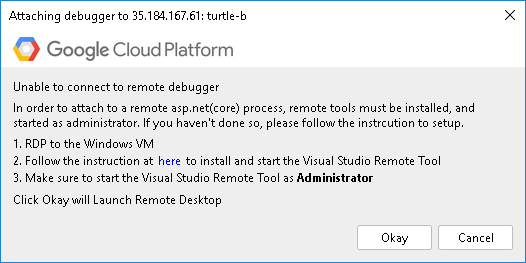 Attaching debugger to 35.184.167.61: turtle-b
Google Cloud Platform
Unable to connect to remote debugger
In order to attach to a remote asp.net(core) process, remote tools must be installed, and
started as administrator. If you haven't done so, please follow the instrcution to setup.
1. RDP to the Windows VM
2. Follow the instruction at here to install and start the Visual Studio Remote Tool
3. Make sure to start the Visual Studio Remote Tool as Administrator
Click Okay will Launch Remote Desktop
Okay Cancel